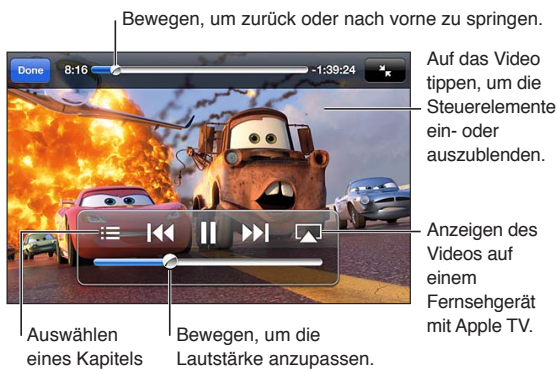 Bewegen, um zurück oder nach vorne zu springen.
Done 8:16 -1:39:24
Auf das Video
tippen, um die
Steuerelemente
ein- oder
auszublenden.
Anzeigen des
Videos auf
einem
Fernsehgerät
mit Apple TV.
Auswählen
eines Kapitels
Bewegen, um die
Lautstärke anzupassen.